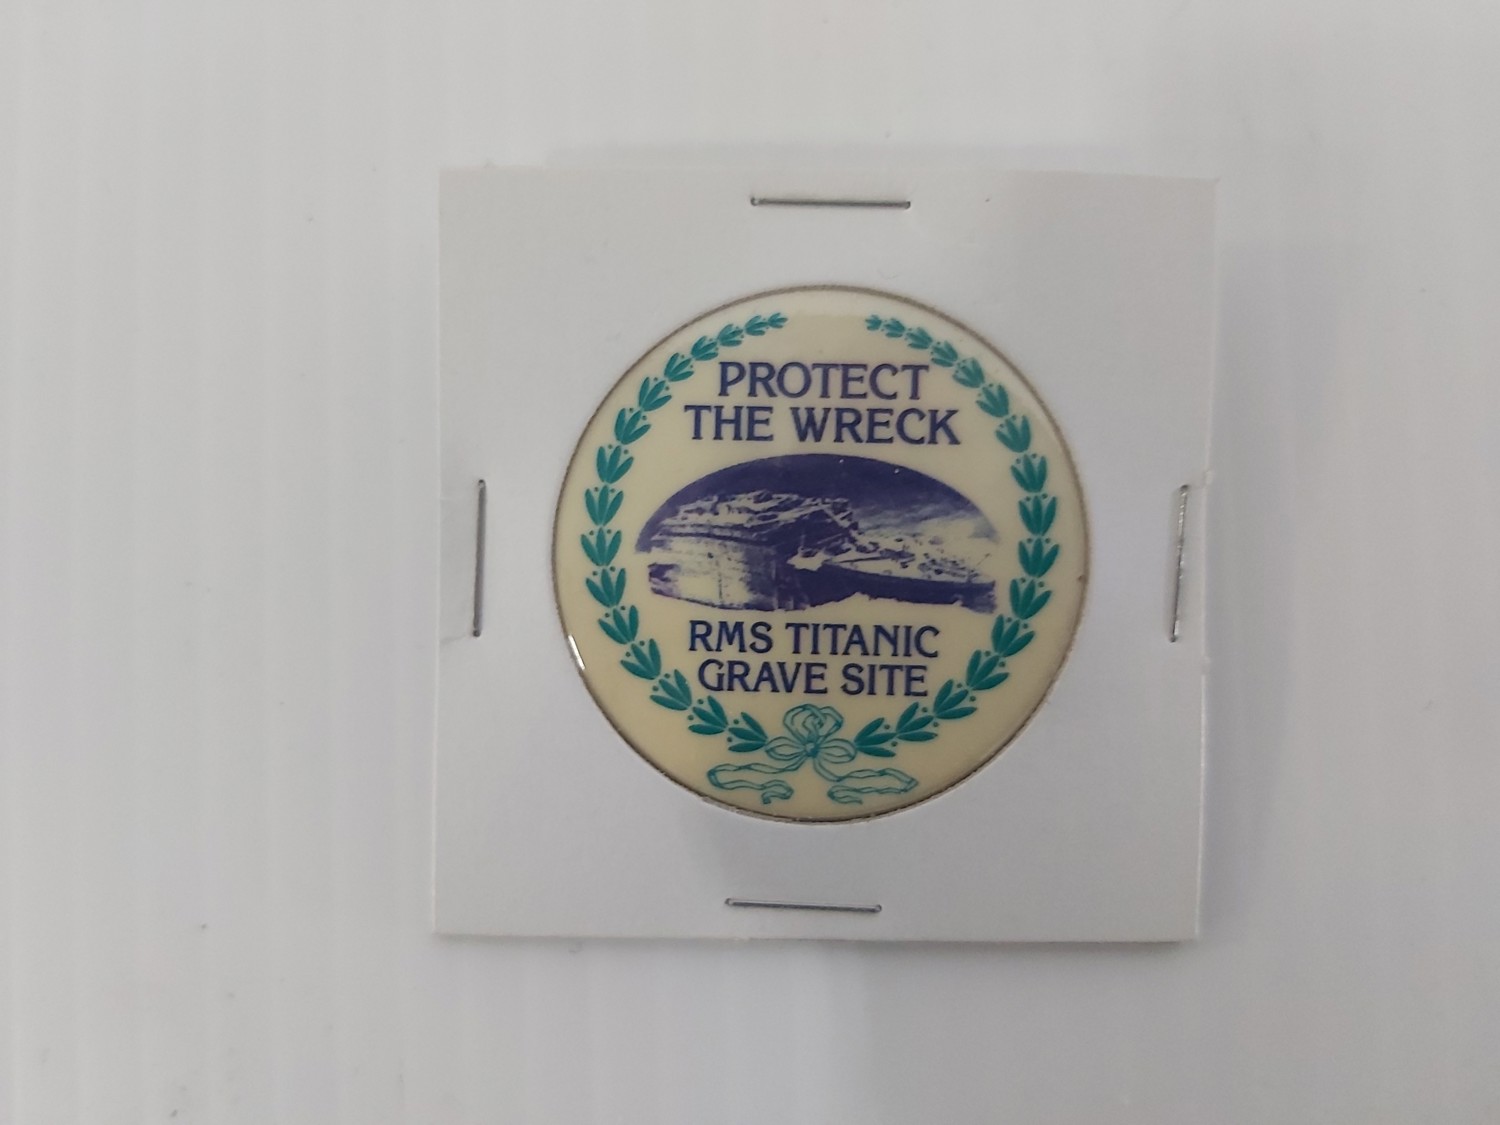 PROTECT
THE WRECK
RMS TITANIC
GRAVE SITE